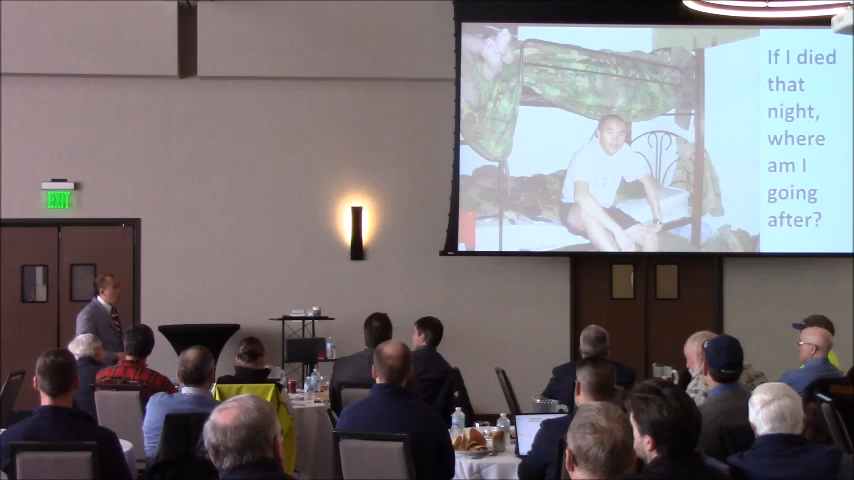 If I died
that
night,
where
am I
going
after?
EXIT